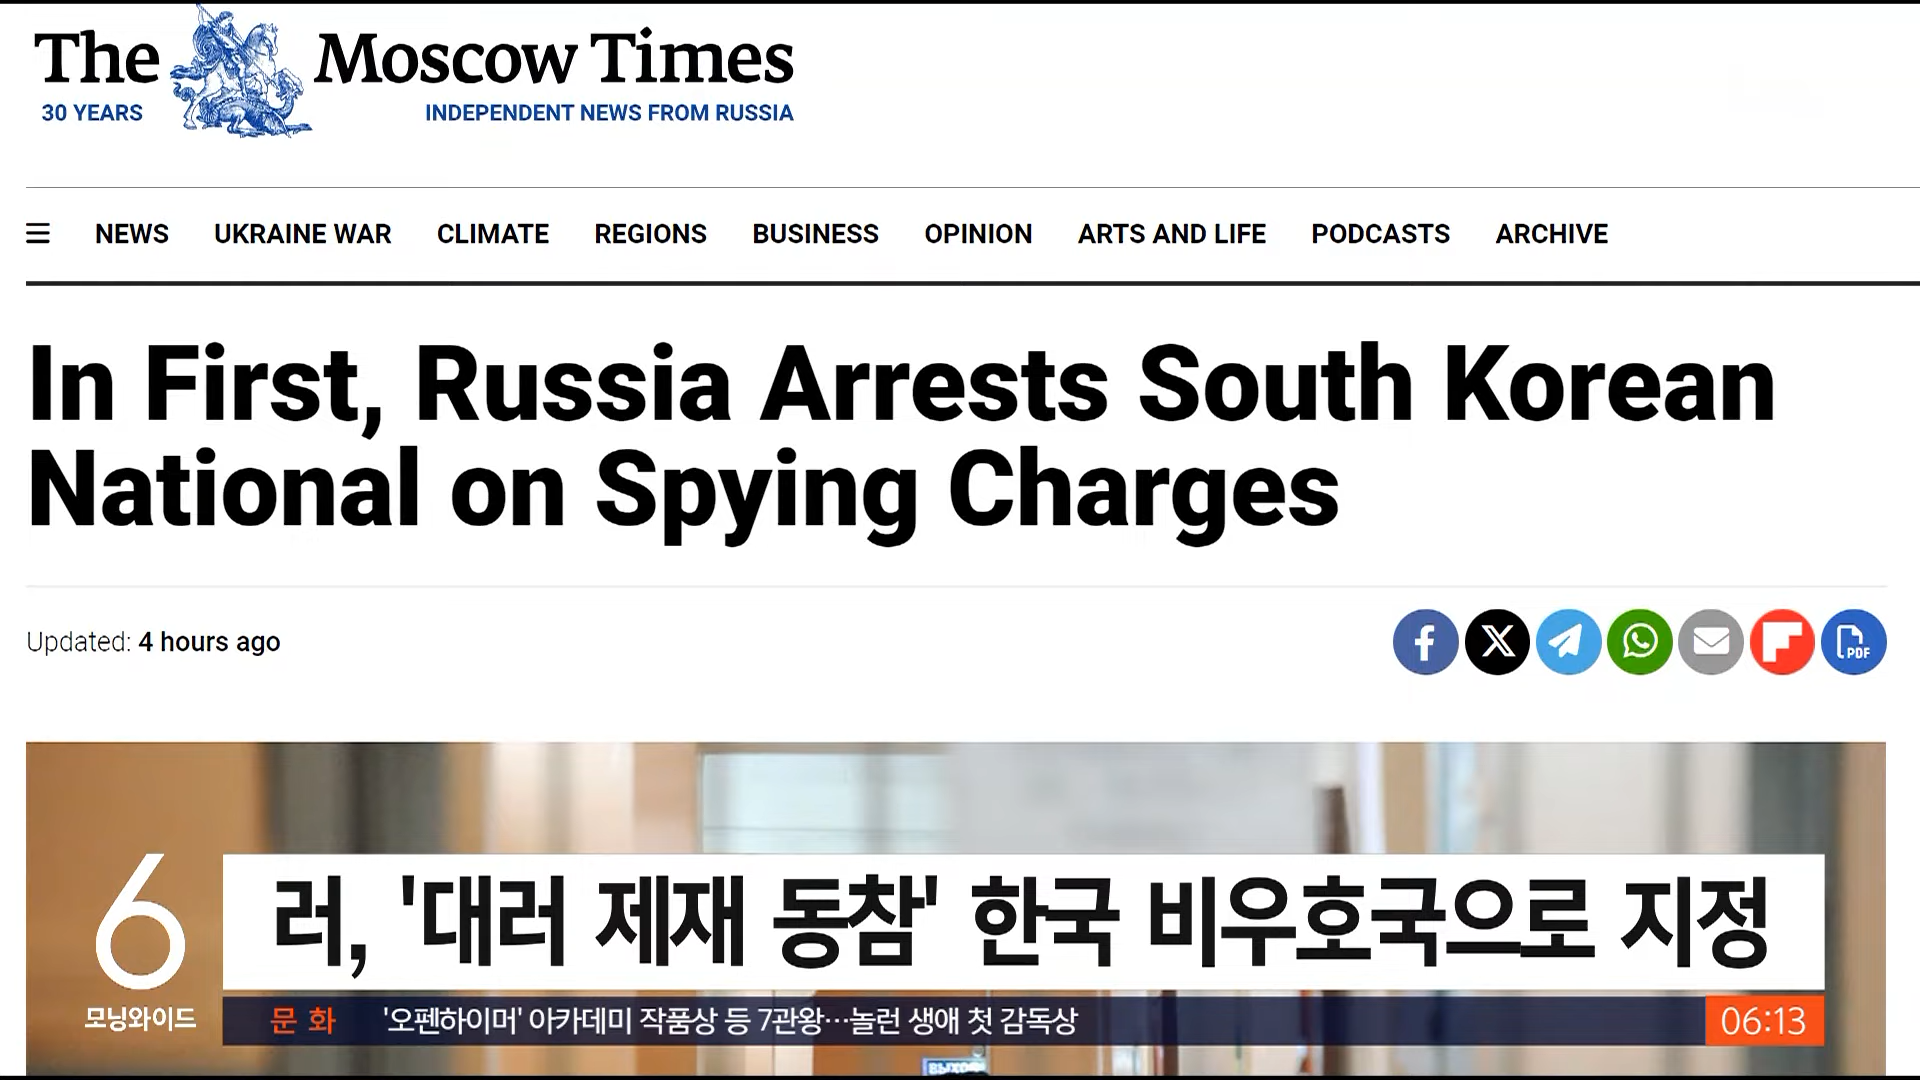 The Moscow Times
30 YEARS
INDEPENDENT NEWS FROM RUSSIA
NEWS UKRAINE WAR CLIMATE REGIONS BUSINESS OPINION ARTS AND LIFE PODCASTS ARCHIVE
In First, Russia Arrests South Korean
National on Spying Charges
Updated: 4 hours ago
PDF
6
모닝와이드
러, '대러 제재 동참' 한국 비우호국으로 지정
문화 '오펜하이머' 아카데미 작품상 등 7관왕…놀런 생애 첫 감독상
06:13